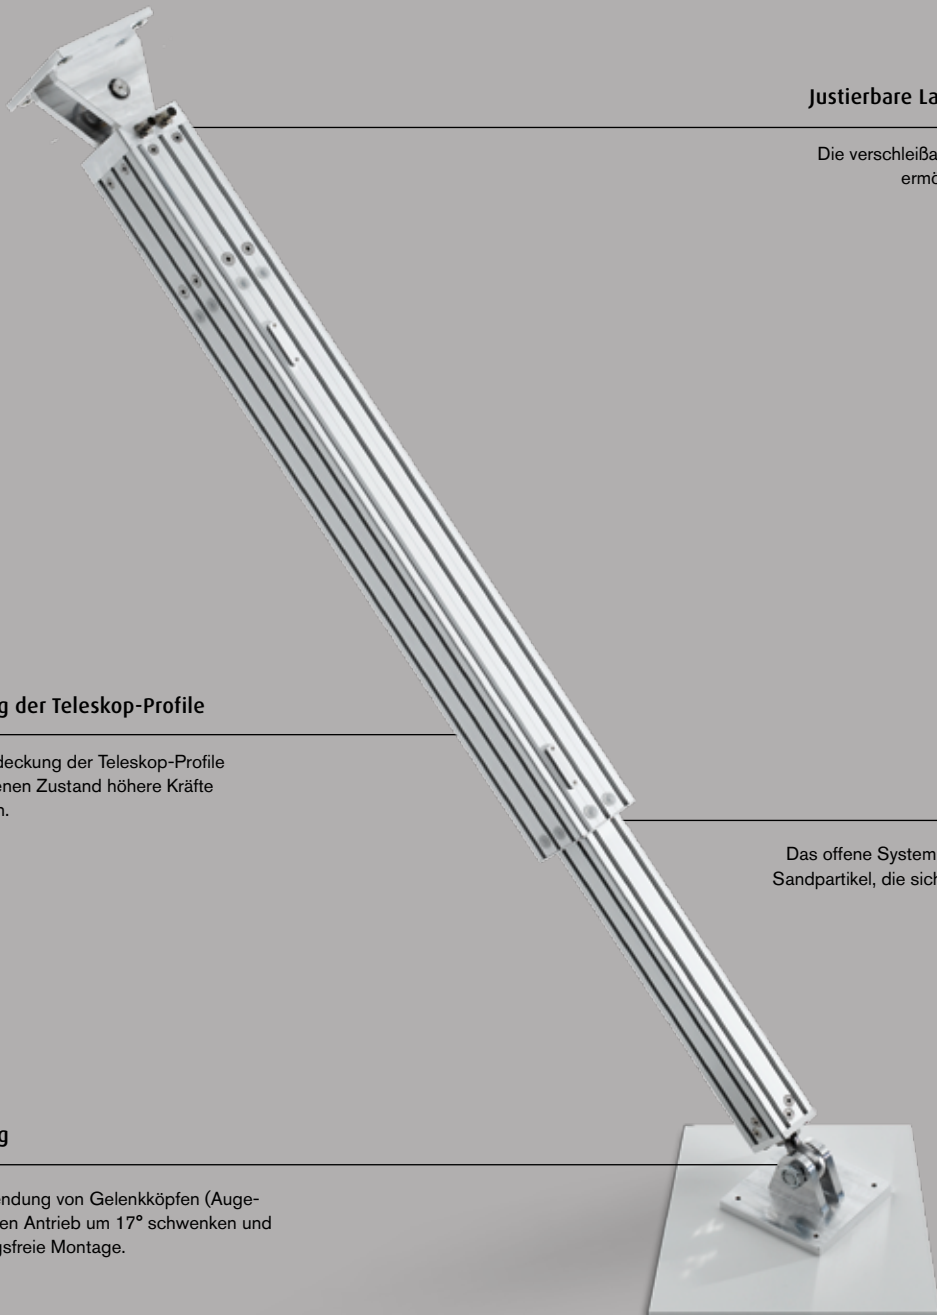 Justierbare La
Die verschleißa
ermö
g der Teleskop-Profile
deckung der Teleskop-Profile
enen Zustand höhere Kräfte
n.
Das offene System
Sandpartikel, die sich
g
endung von Gelenkköpfen (Auge-
en Antrieb um 17° schwenken und
gsfreie Montage.